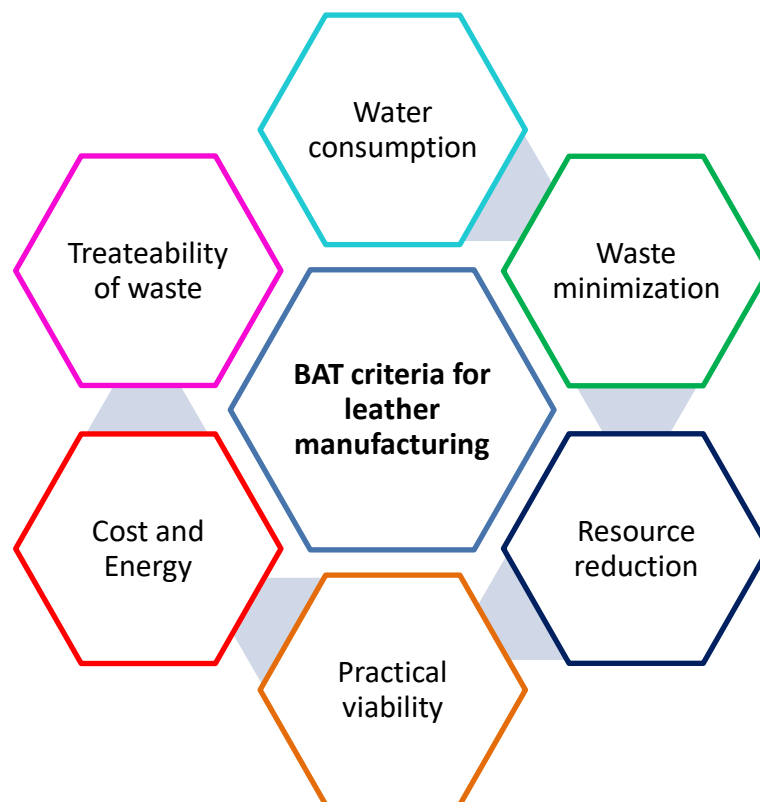 Water
consumption
Waste
minimization
Resource
reduction
Practical
viability
Cost and
Energy
Treateability
of waste
BAT criteria for
leather
manufacturing